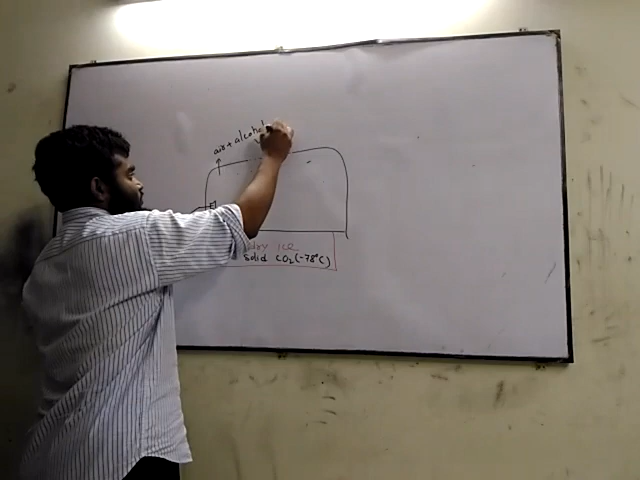 air + alcohol
dry ice
solid CO₂ (-78°C)